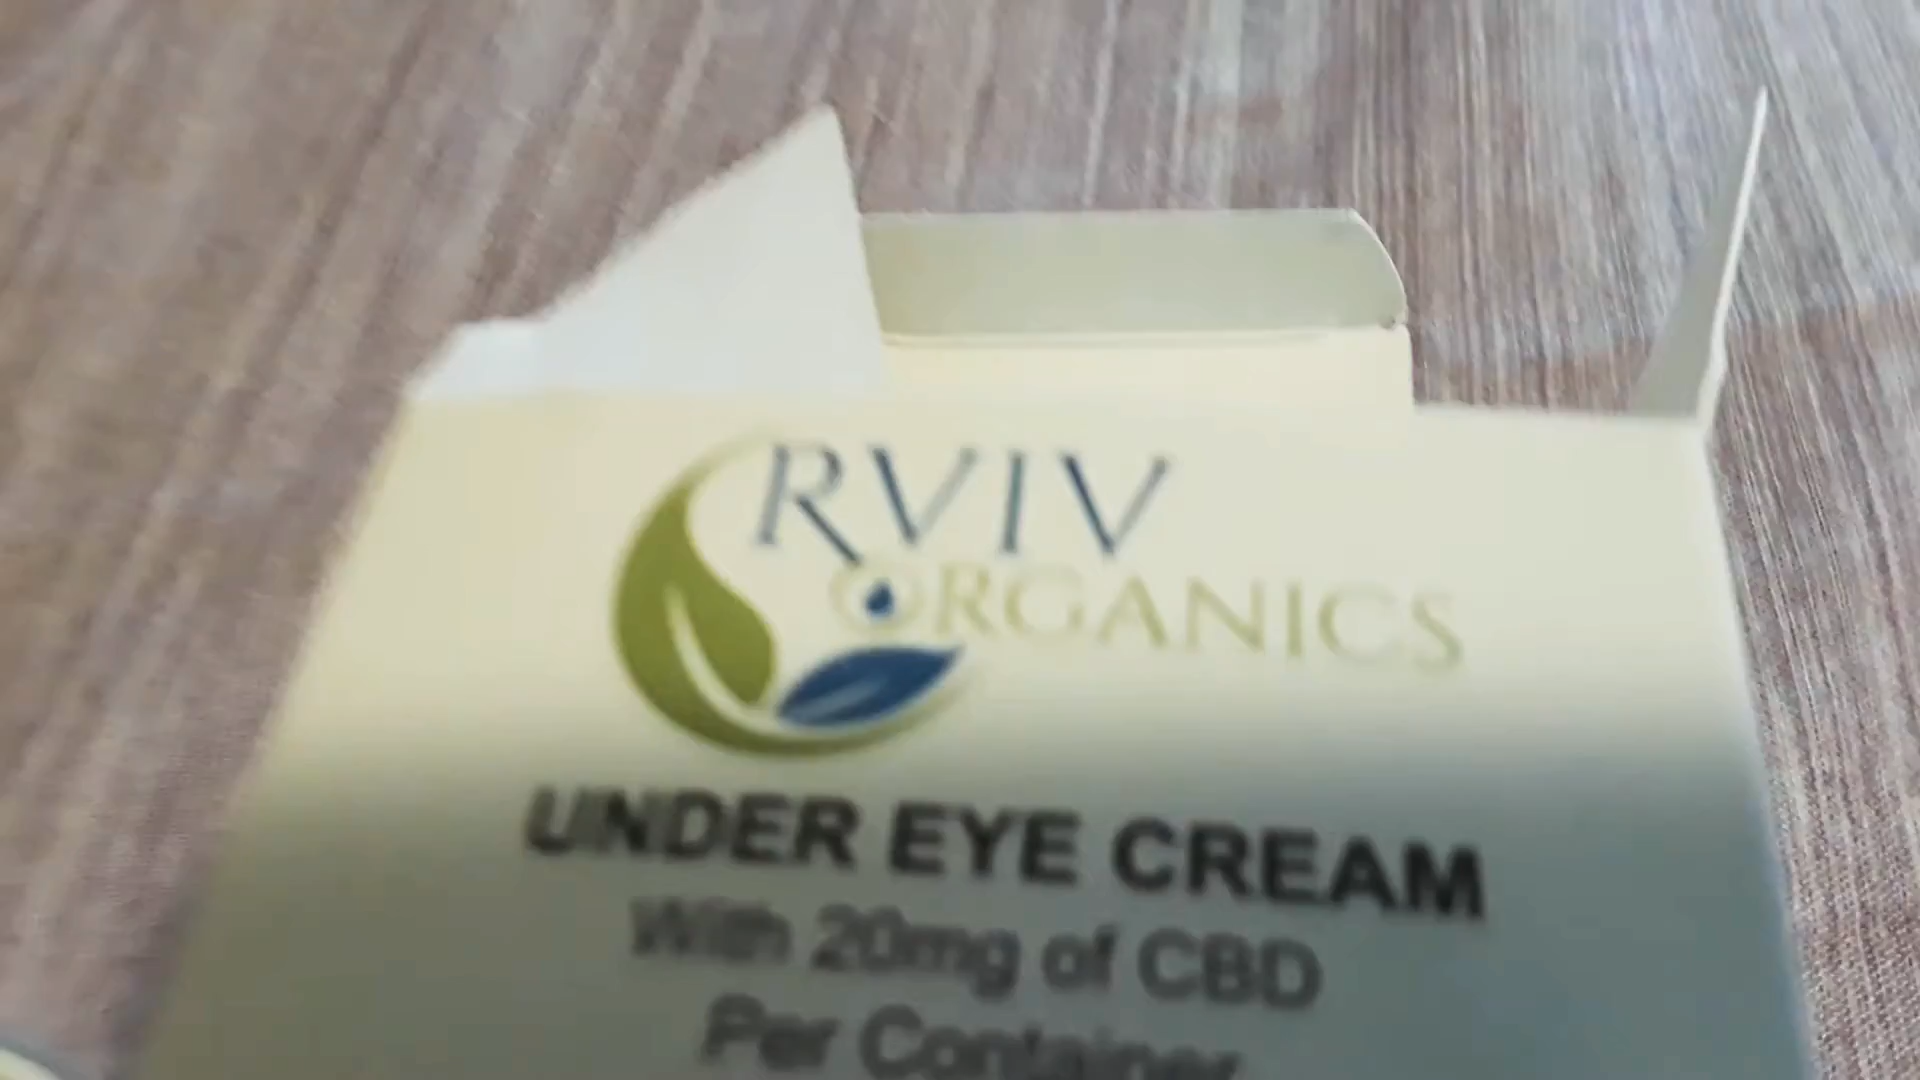 RVIV
ORGANICS
UNDER EYE CREAM
With 20mg of CBD
Per Container